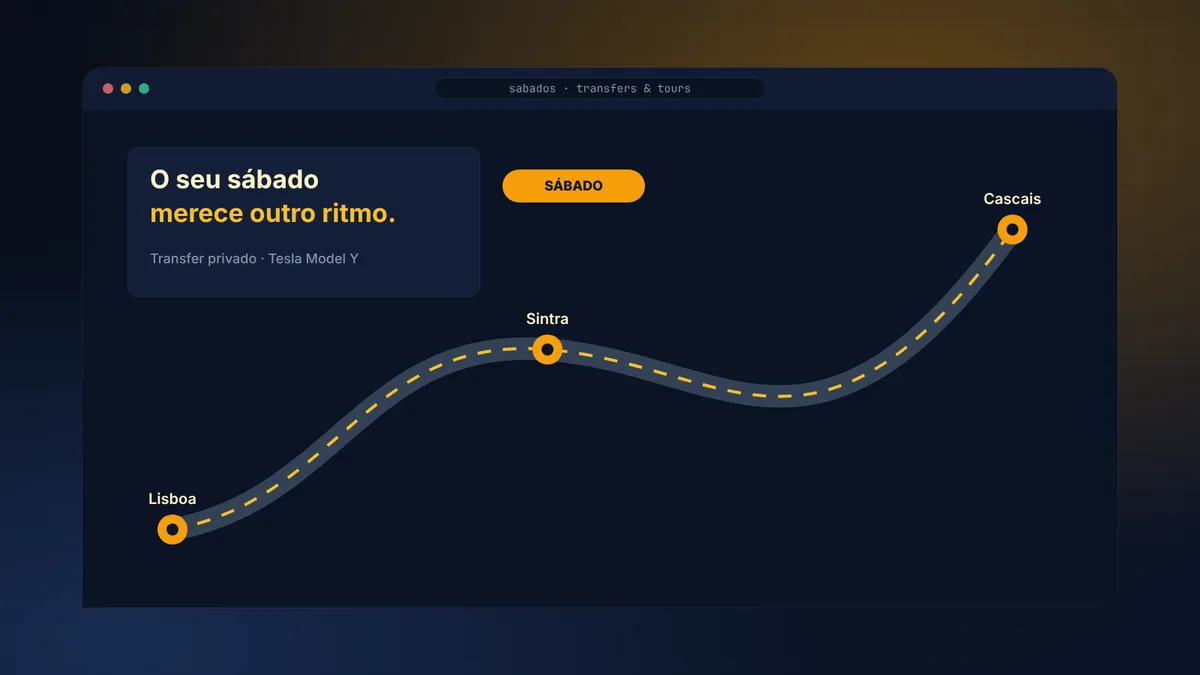 sabados · transfers & tours
O seu sábado
merece outro ritmo.
Transfer privado · Tesla Model Y
SÁBADO
Cascais
Sintra
Lisboa